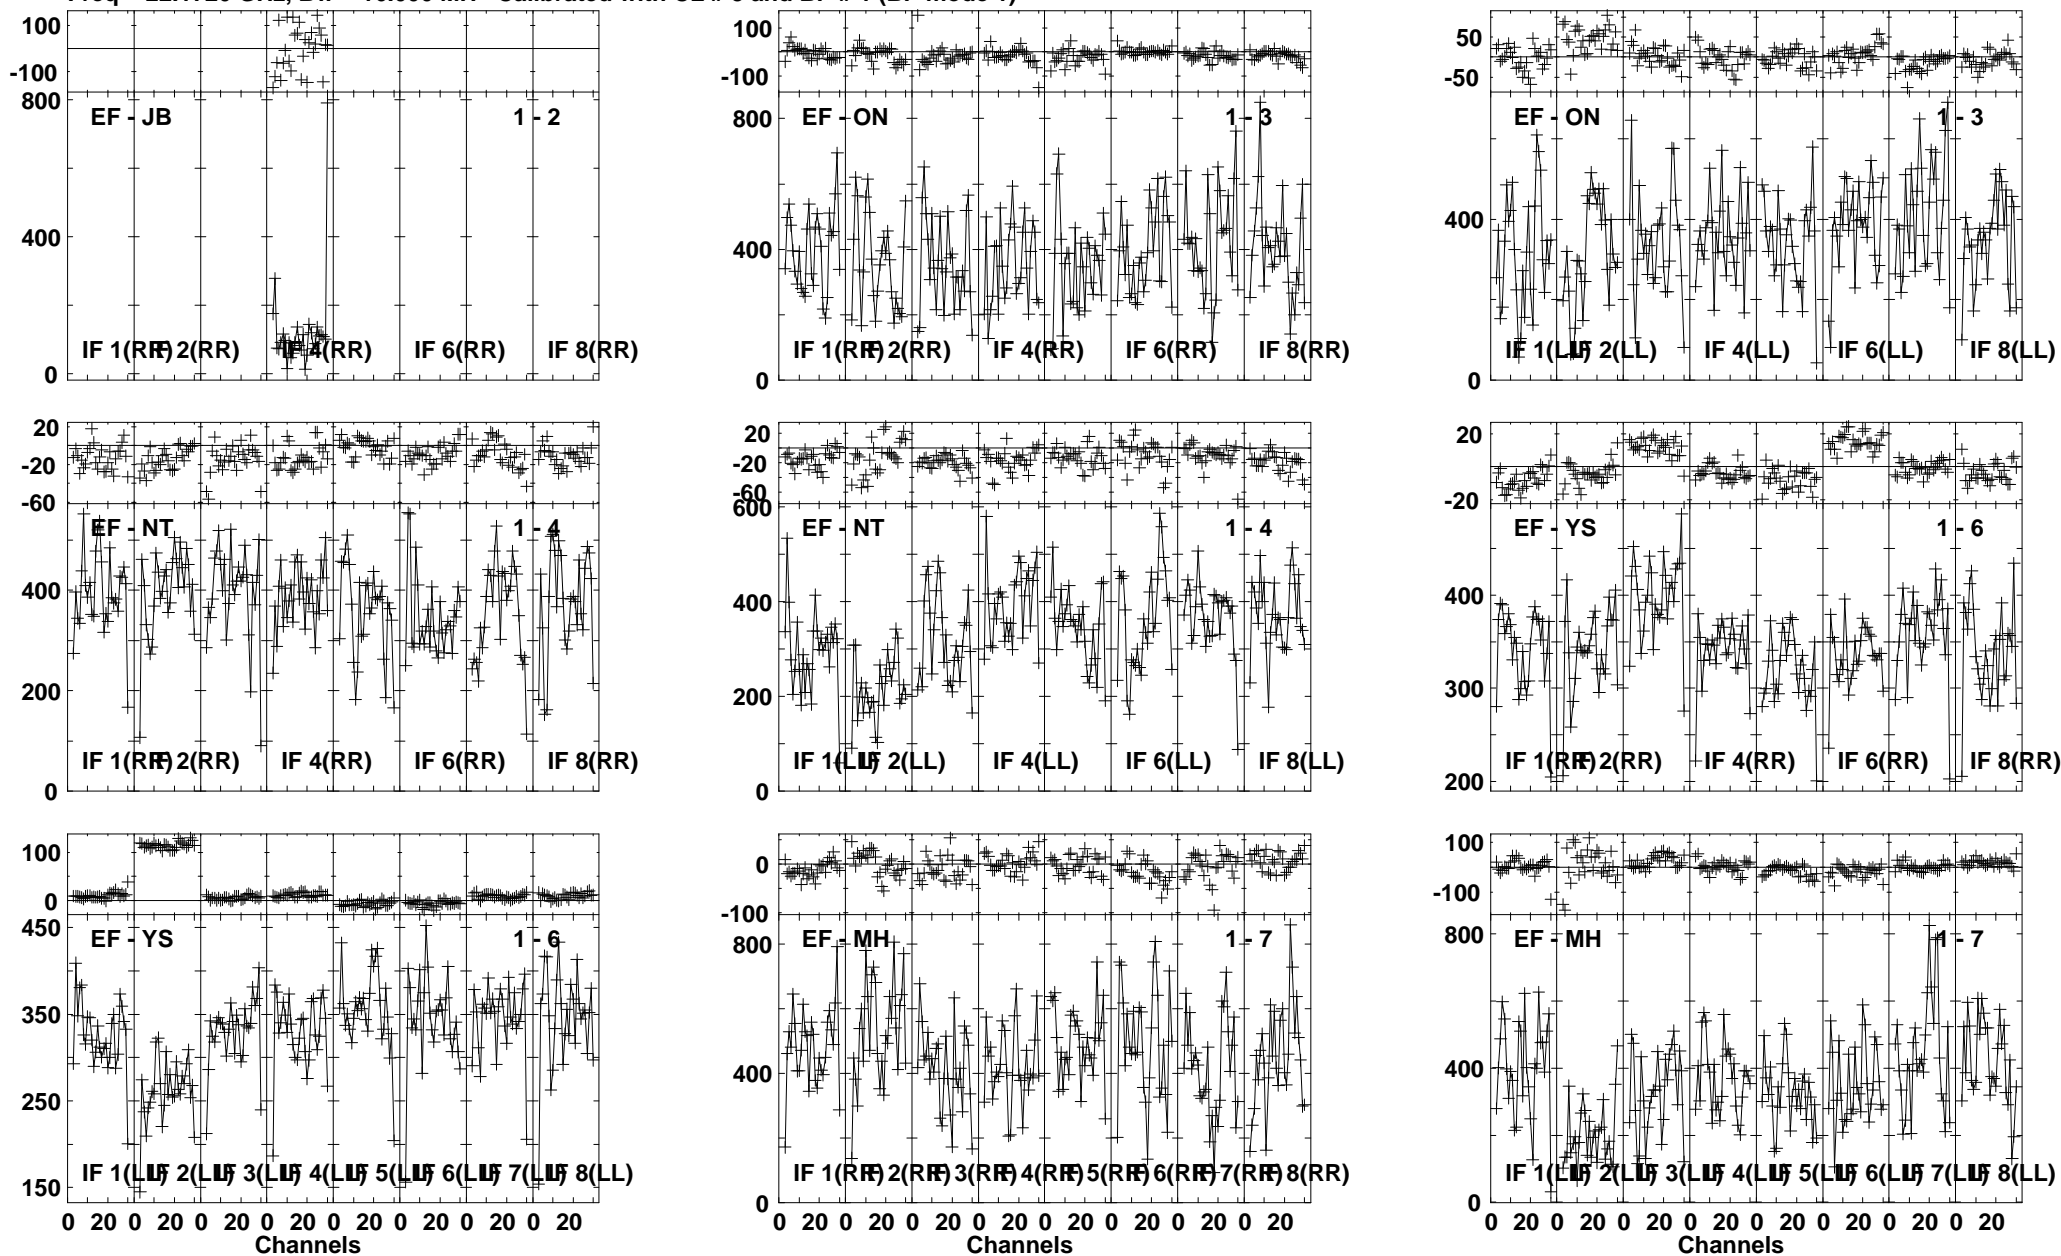 100
-100
800
400
0
EF - JB 1 - 2
IF 1(RR) IF 2(RR) IF 4(RR) IF 6(RR) IF 8(RR)
100
0
-100
800
400
0
EF - ON 1 - 3
IF 1(RR) IF 2(RR) IF 4(RR) IF 6(RR) IF 8(RR)
50
-50
400
0
EF - ON 1 - 3
IF 1(LL) IF 2(LL) IF 4(LL) IF 6(LL) IF 8(LL)
20
-20
-60
400
200
0
EF - NT 1 - 4
IF 1(RR) IF 2(RR) IF 4(RR) IF 6(RR) IF 8(RR)
20
-20
-60
600
400
200
0
EF - NT 1 - 4
IF 1(LL) IF 2(LL) IF 4(LL) IF 6(LL) IF 8(LL)
20
-20
400
300
200
EF - YS 1 - 6
IF 1(RR) IF 2(RR) IF 4(RR) IF 6(RR) IF 8(RR)
100
0
450
350
250
150
EF - YS 1 - 6
IF 1(LL) IF 2(LL) IF 3(LL) IF 4(LL) IF 5(LL) IF 6(LL) IF 7(LL) IF 8(LL)
0 20 0 20 0 20 0 20 0 20 0 20 0 20 0 20
Channels
0
-100
800
400
0
EF - MH 1 - 7
IF 1(RR) IF 2(RR) IF 3(RR) IF 4(RR) IF 5(RR) IF 6(RR) IF 7(RR) IF 8(RR)
0 20 0 20 0 20 0 20 0 20 0 20 0 20 0 20
Channels
100
-100
800
400
0
EF - MH 1 - 7
IF 1(LL) IF 2(LL) IF 3(LL) IF 4(LL) IF 5(LL) IF 6(LL) IF 7(LL) IF 8(LL)
0 20 0 20 0 20 0 20 0 20 0 20 0 20 0 20
Channels